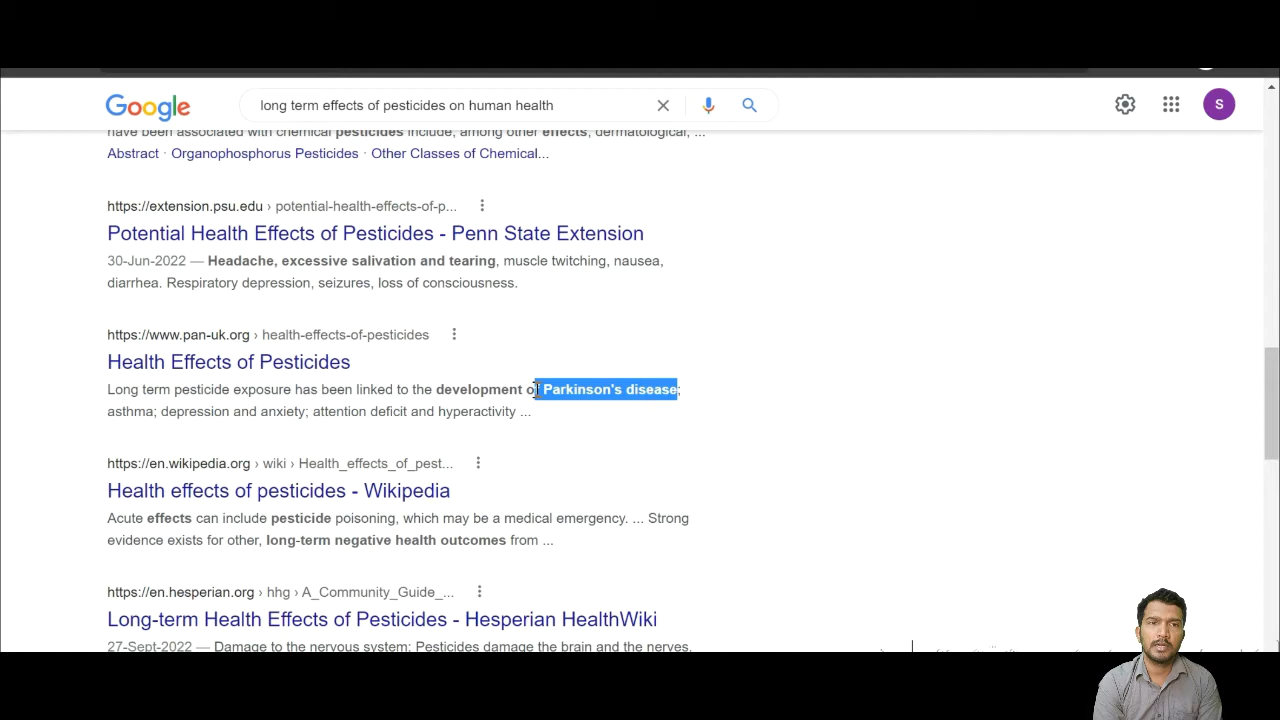 Google
long term effects of pesticides on human health
S
have been associated with chemical pesticides include, among other effects, dermatological, ...
Abstract · Organophosphorus Pesticides · Other Classes of Chemical...
https://extension.psu.edu › potential-health-effects-of-p...
Potential Health Effects of Pesticides - Penn State Extension
30-Jun-2022 — Headache, excessive salivation and tearing, muscle twitching, nausea,
diarrhea. Respiratory depression, seizures, loss of consciousness.
https://www.pan-uk.org › health-effects-of-pesticides
Health Effects of Pesticides
Long term pesticide exposure has been linked to the development of Parkinson's disease;
asthma; depression and anxiety; attention deficit and hyperactivity ...
https://en.wikipedia.org › wiki › Health_effects_of_pest...
Health effects of pesticides - Wikipedia
Acute effects can include pesticide poisoning, which may be a medical emergency. ... Strong
evidence exists for other, long-term negative health outcomes from ...
https://en.hesperian.org › hhg › A_Community_Guide_...
Long-term Health Effects of Pesticides - Hesperian HealthWiki
27-Sept-2022 — Damage to the nervous system: Pesticides damage the brain and the nerves.